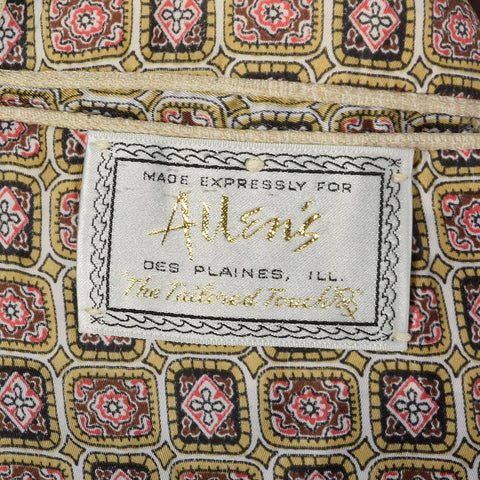 MADE EXPRESSLY FOR
Allen's
DES PLAINES, ILL.
The Tailored Touch